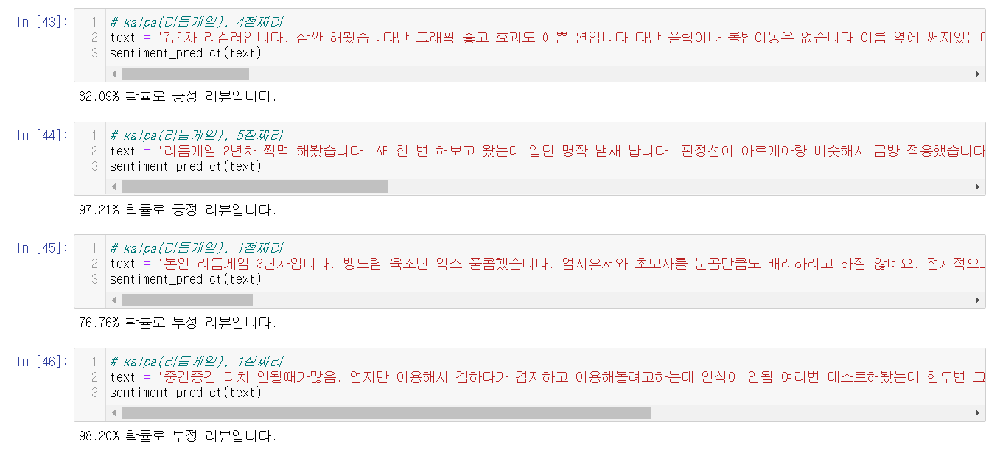 In [43]:
1 # kalpa(리듬게임), 4점짜리
2 text = '7년차 리겜러입니다. 잠깐 해봤습니다만 그래픽 좋고 효과도 예쁜 편입니다 다만 플릭이나 롤탭이동은 없습니다 이름 옆에 써져있는데
3 sentiment_predict(text)
82.09% 확률로 긍정 리뷰입니다.
In [44]:
1 # kalpa(리듬게임), 5점짜리
2 text = '리듬게임 2년차 찍먹 해봤습니다. AP 한 번 해보고 왔는데 일단 명작 냄새 납니다. 판정선이 아르케아랑 비슷해서 금방 적응했습니다
3 sentiment_predict(text)
97.21% 확률로 긍정 리뷰입니다.
In [45]:
1 # kalpa(리듬게임), 1점짜리
2 text = '본인 리듬게임 3년차입니다. 뱅드림 육조년 익스 풀콤했습니다. 엄지유저와 초보자를 눈곱만큼도 배려하려고 하질 않네요. 전체적으로
3 sentiment_predict(text)
76.76% 확률로 부정 리뷰입니다.
In [46]:
1 # kalpa(리듬게임), 1점짜리
2 text = '중간중간 터치 안될때가많음. 엄지만 이용해서 겜하다가 검지하고 이용해볼려고하는데 인식이 안됨.여러번 테스트해봤는데 한두번 그
3 sentiment_predict(text)
98.20% 확률로 부정 리뷰입니다.